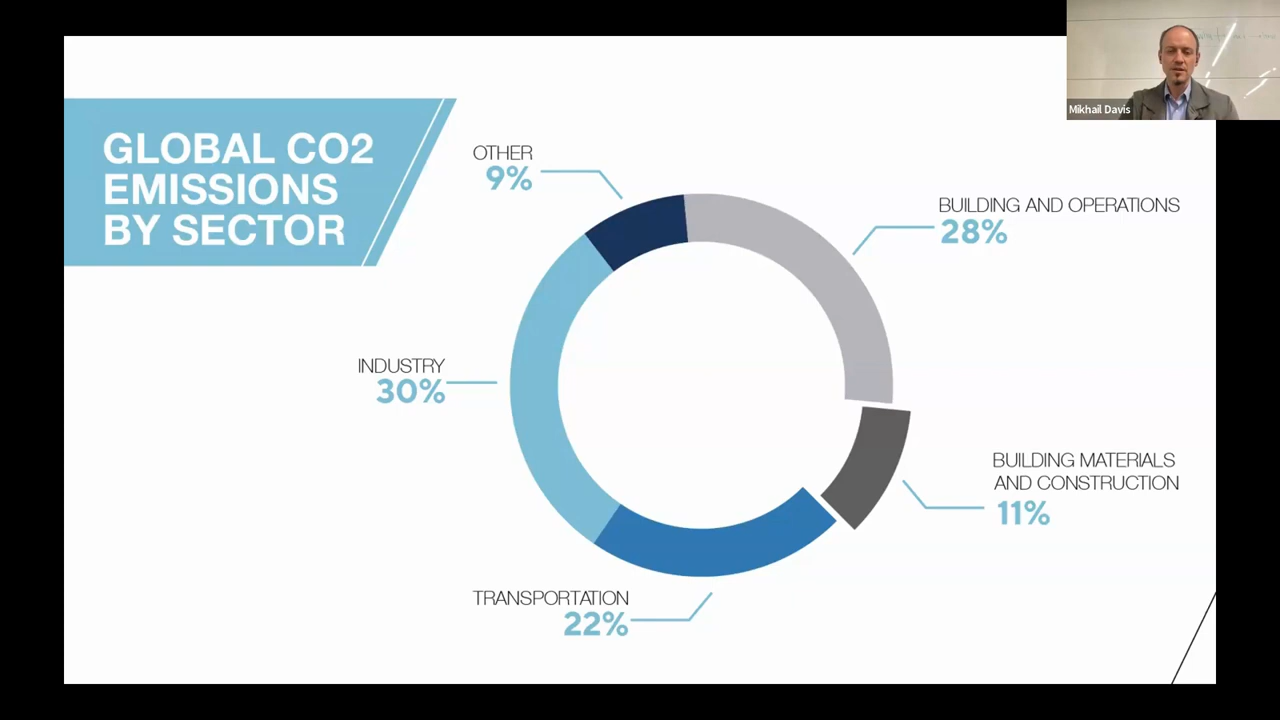 GLOBAL CO2
EMISSIONS
BY SECTOR
OTHER
9%
BUILDING AND OPERATIONS
28%
INDUSTRY
30%
BUILDING MATERIALS
AND CONSTRUCTION
11%
TRANSPORTATION
22%
Mikhail Davis